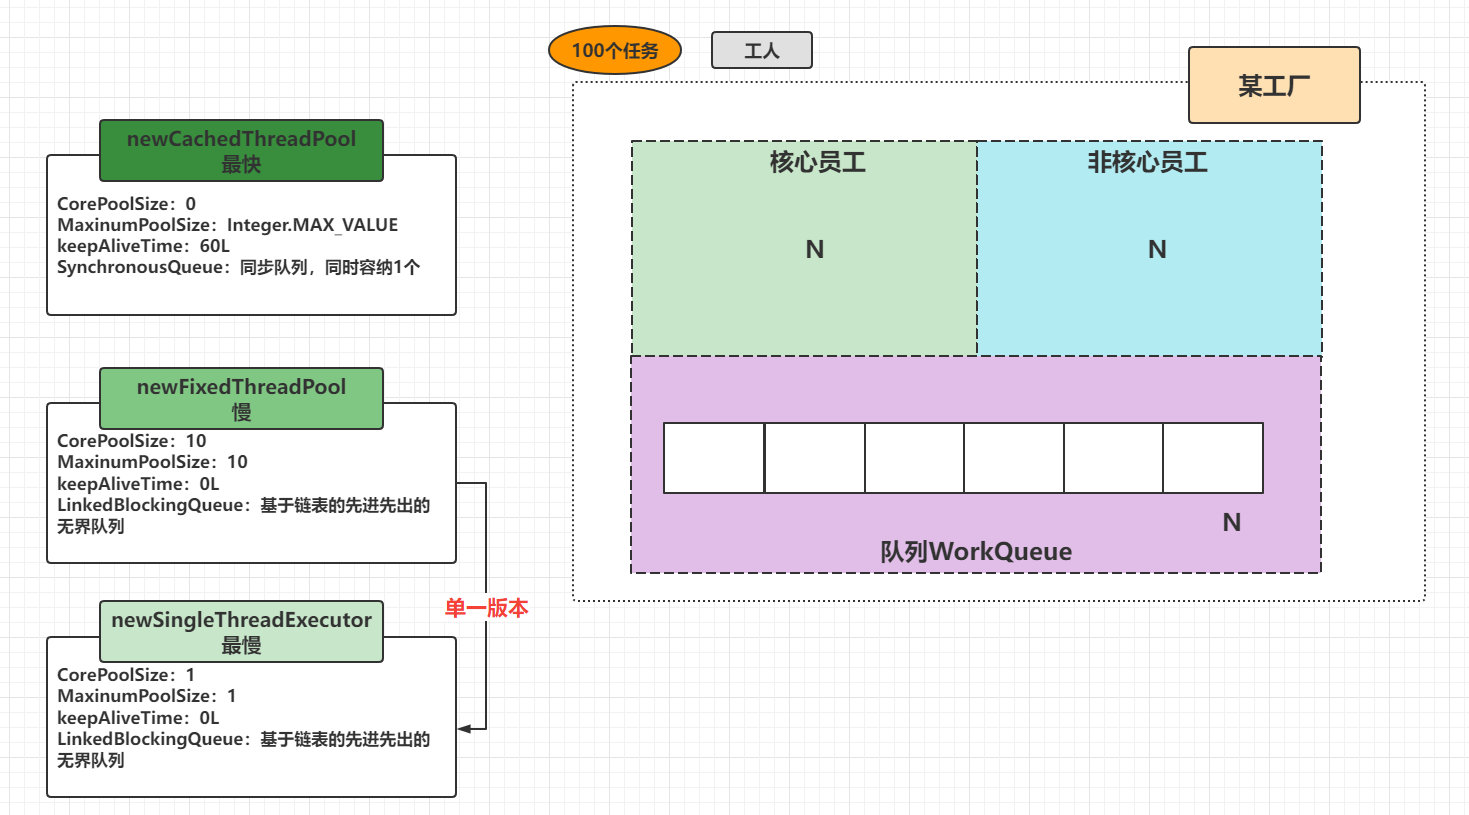 100个任务
工人
某工厂
newCachedThreadPool
最快
CorePoolSize：0
MaxinumPoolSize：Integer.MAX_VALUE
keepAliveTime：60L
SynchronousQueue：同步队列，同时容纳1个
核心员工
非核心员工
N
N
newFixedThreadPool
慢
CorePoolSize：10
MaxinumPoolSize：10
keepAliveTime：0L
LinkedBlockingQueue：基于链表的先进先出的
无界队列
N
队列WorkQueue
单一版本
newSingleThreadExecutor
最慢
CorePoolSize：1
MaxinumPoolSize：1
keepAliveTime：0L
LinkedBlockingQueue：基于链表的先进先出的
无界队列